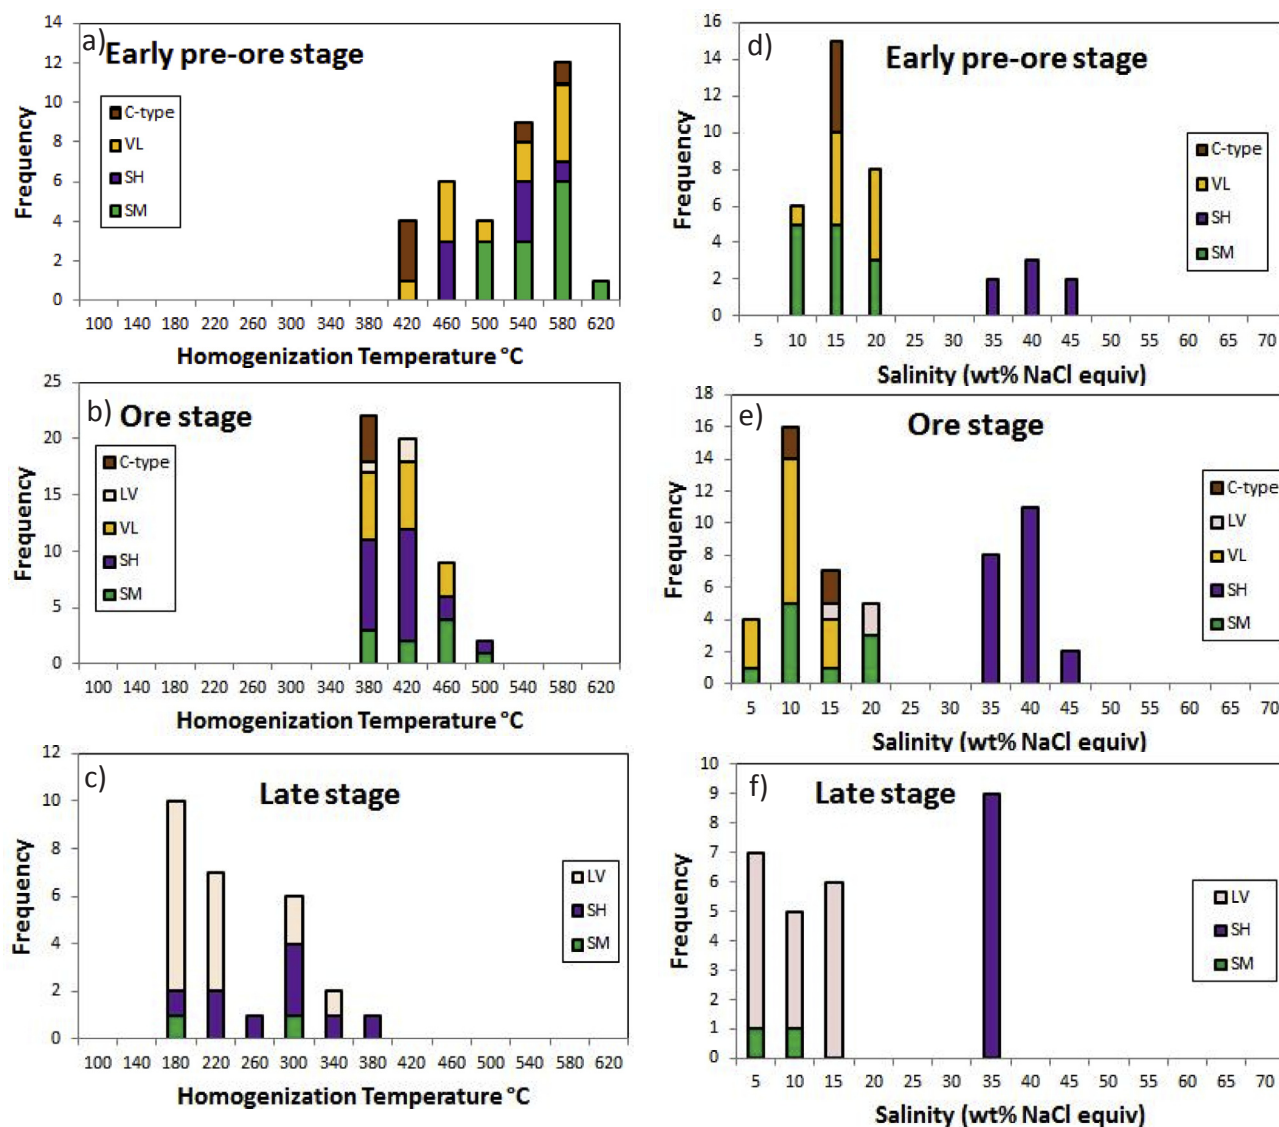 a)
Early pre-ore stage
14
12
10
8
6
4
2
0
Frequency
C-type
VL
SH
SM
100 140 180 220 260 300 340 380 420 460 500 540 580 620
Homogenization Temperature °C
d)
Early pre-ore stage
16
14
12
10
8
6
4
2
0
Frequency
C-type
VL
SH
SM
5 10 15 20 25 30 35 40 45 50 55 60 65 70
Salinity (wt% NaCl equiv)
b)
Ore stage
25
20
15
10
5
0
Frequency
C-type
LV
VL
SH
SM
100 140 180 220 260 300 340 380 420 460 500 540 580 620
Homogenization Temperature °C
e)
Ore stage
18
16
14
12
10
8
6
4
2
0
Frequency
C-type
LV
VL
SH
SM
5 10 15 20 25 30 35 40 45 50 55 60 65 70
Salinity (wt% NaCl equiv)
c)
Late stage
12
10
8
6
4
2
0
Frequency
LV
SH
SM
100 140 180 220 260 300 340 380 420 460 500 540 580 620
Homogenization Temperature °C
f)
Late stage
10
9
8
7
6
5
4
3
2
1
0
Frequency
LV
SH
SM
5 10 15 20 25 30 35 40 45 50 55 60 65 70
Salinity (wt% NaCl equiv)